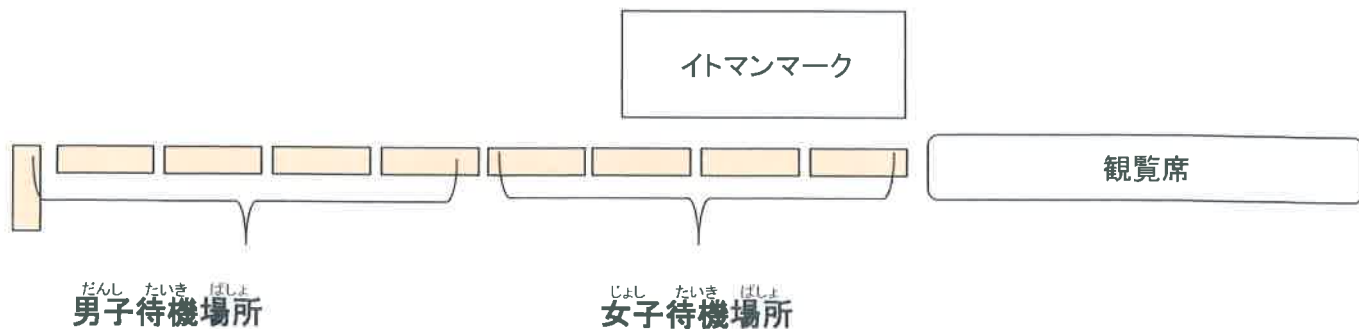 イトマンマーク
観覧席
だんし たいき ばしょ
男子待機場所
じょし たいき ばしょ
女子待機場所